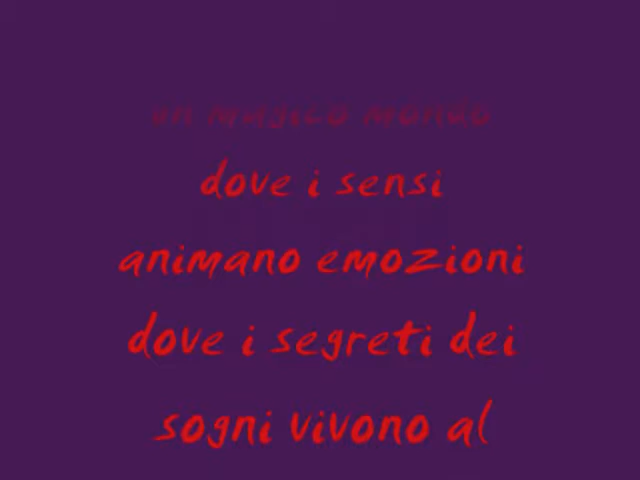 un magico mondo
dove i sensi
animano emozioni
dove i segreti dei
sogni vivono al